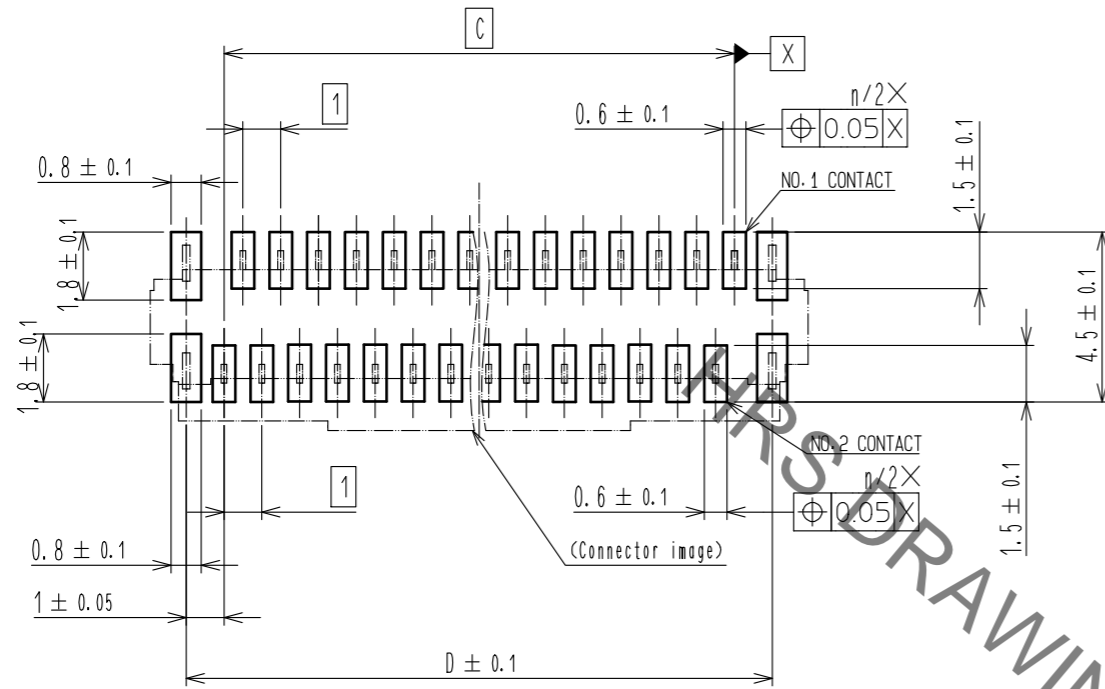 C
X
1
n/2X
0.6 ± 0.1
⌖ 0.05 X
0.8 ± 0.1
NO.1 CONTACT
1.5 ± 0.1
1.8 ± 0.1
4.5 ± 0.1
1.8 ± 0.1
NO.2 CONTACT
1
n/2X
0.6 ± 0.1
⌖ 0.05 X
1.5 ± 0.1
0.8 ± 0.1
(Connector image)
1 ± 0.05
D ± 0.1
HRS DRAWIN